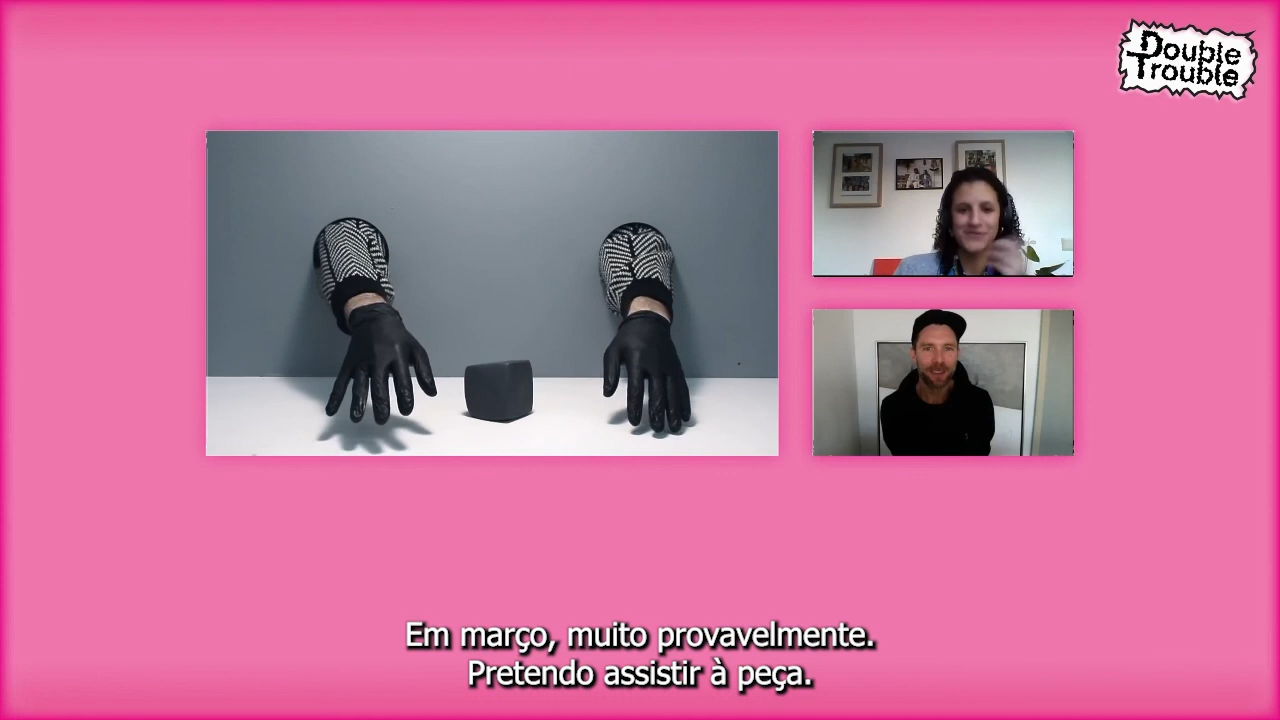 Double
Trouble
Em março, muito provavelmente.
Pretendo assistir à peça.